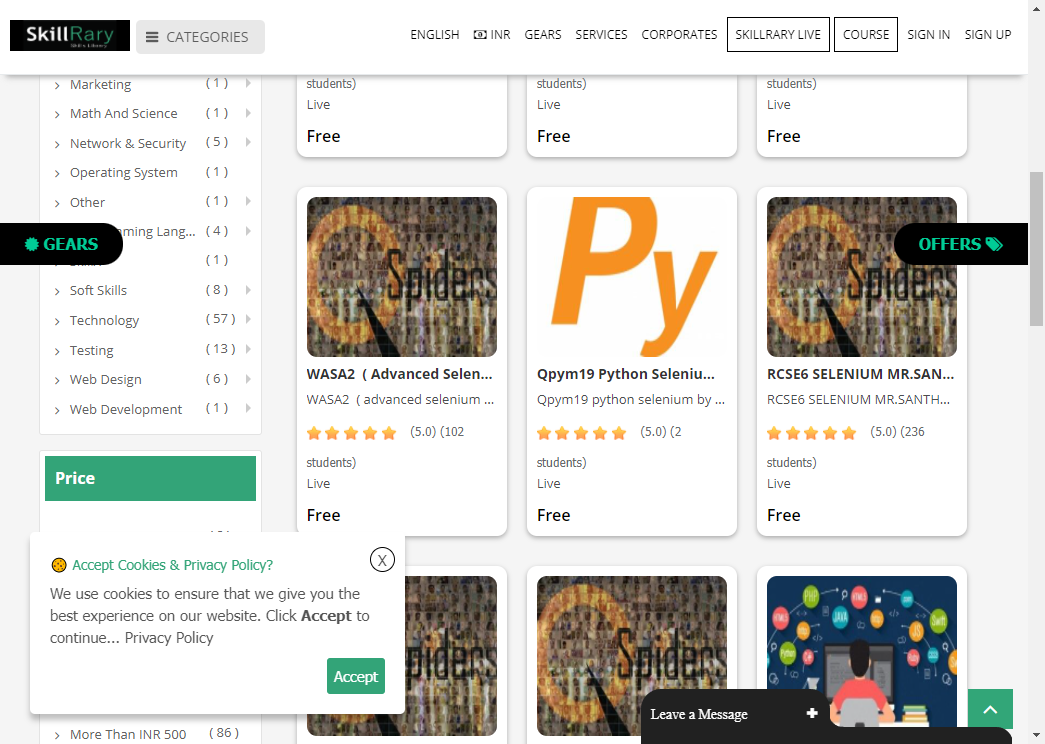 SkillRary
CATEGORIES
ENGLISH
INR
GEARS
SERVICES
CORPORATES
SKILLRARY LIVE
COURSE
SIGN IN
SIGN UP
Marketing ( 1 )
Math And Science ( 1 )
Network & Security ( 5 )
Operating System ( 1 )
Other ( 1 )
ming Lang... ( 4 )
( 1 )
Soft Skills ( 8 )
Technology ( 57 )
Testing ( 13 )
Web Design ( 6 )
Web Development ( 1 )
GEARS
OFFERS
Price
students)
Live
Free
students)
Live
Free
students)
Live
Free
Spiders
WASA2 ( Advanced Selen...
WASA2 ( advanced selenium ...
(5.0) (102
students)
Live
Free
Py
Qpym19 Python Seleniu...
Qpym19 python selenium by ...
(5.0) (2
students)
Live
Free
Spiders
RCSE6 SELENIUM MR.SAN...
RCSE6 SELENIUM MR.SANTH...
(5.0) (236
students)
Live
Free
Accept Cookies & Privacy Policy?
X
We use cookies to ensure that we give you the
best experience on our website. Click Accept to
continue... Privacy Policy
Accept
More Than INR 500 ( 86 )
Spiders
Spiders
PHP
HTML5
JAVA
JS
Swift
Python
Leave a Message